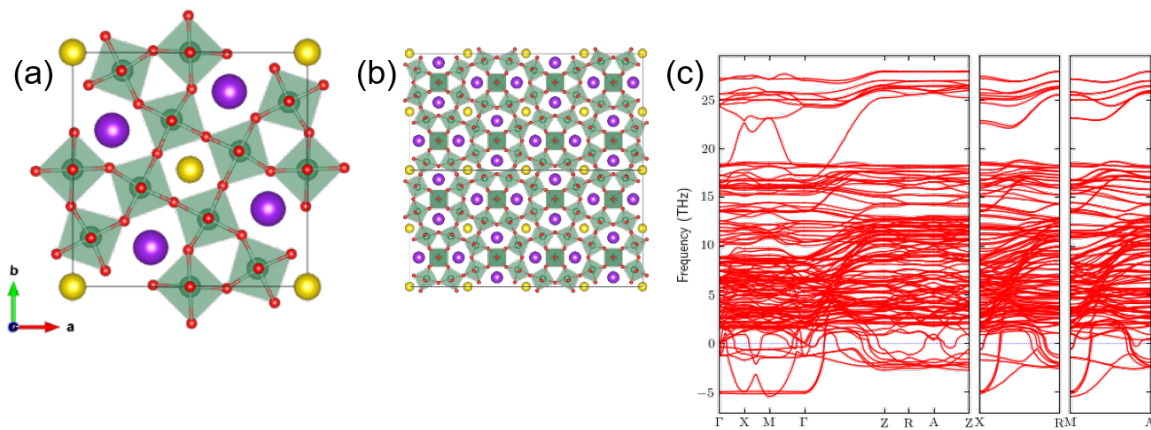 (a)
b
a
(b)
(c)
Frequency (THz)
25
20
15
10
5
0
−5
Γ X M Γ Z R A Z X R M A